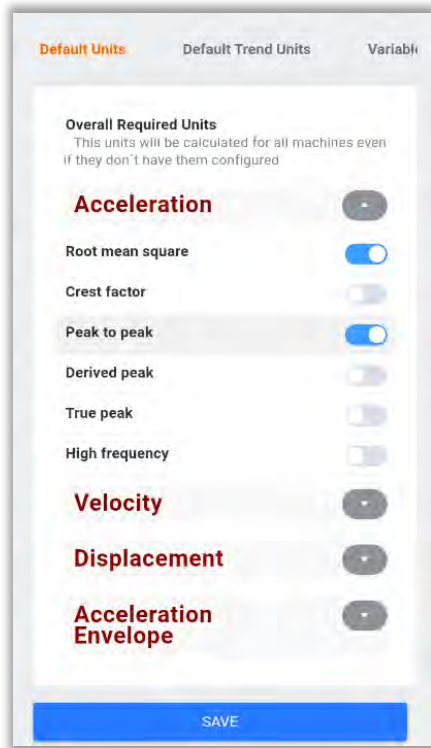 Default Units Default Trend Units Variabl
Overall Required Units
This units will be calculated for all machines even
if they don´t have them configured
Acceleration
Root mean square
Crest factor
Peak to peak
Derived peak
True peak
High frequency
Velocity
Displacement
Acceleration
Envelope
SAVE